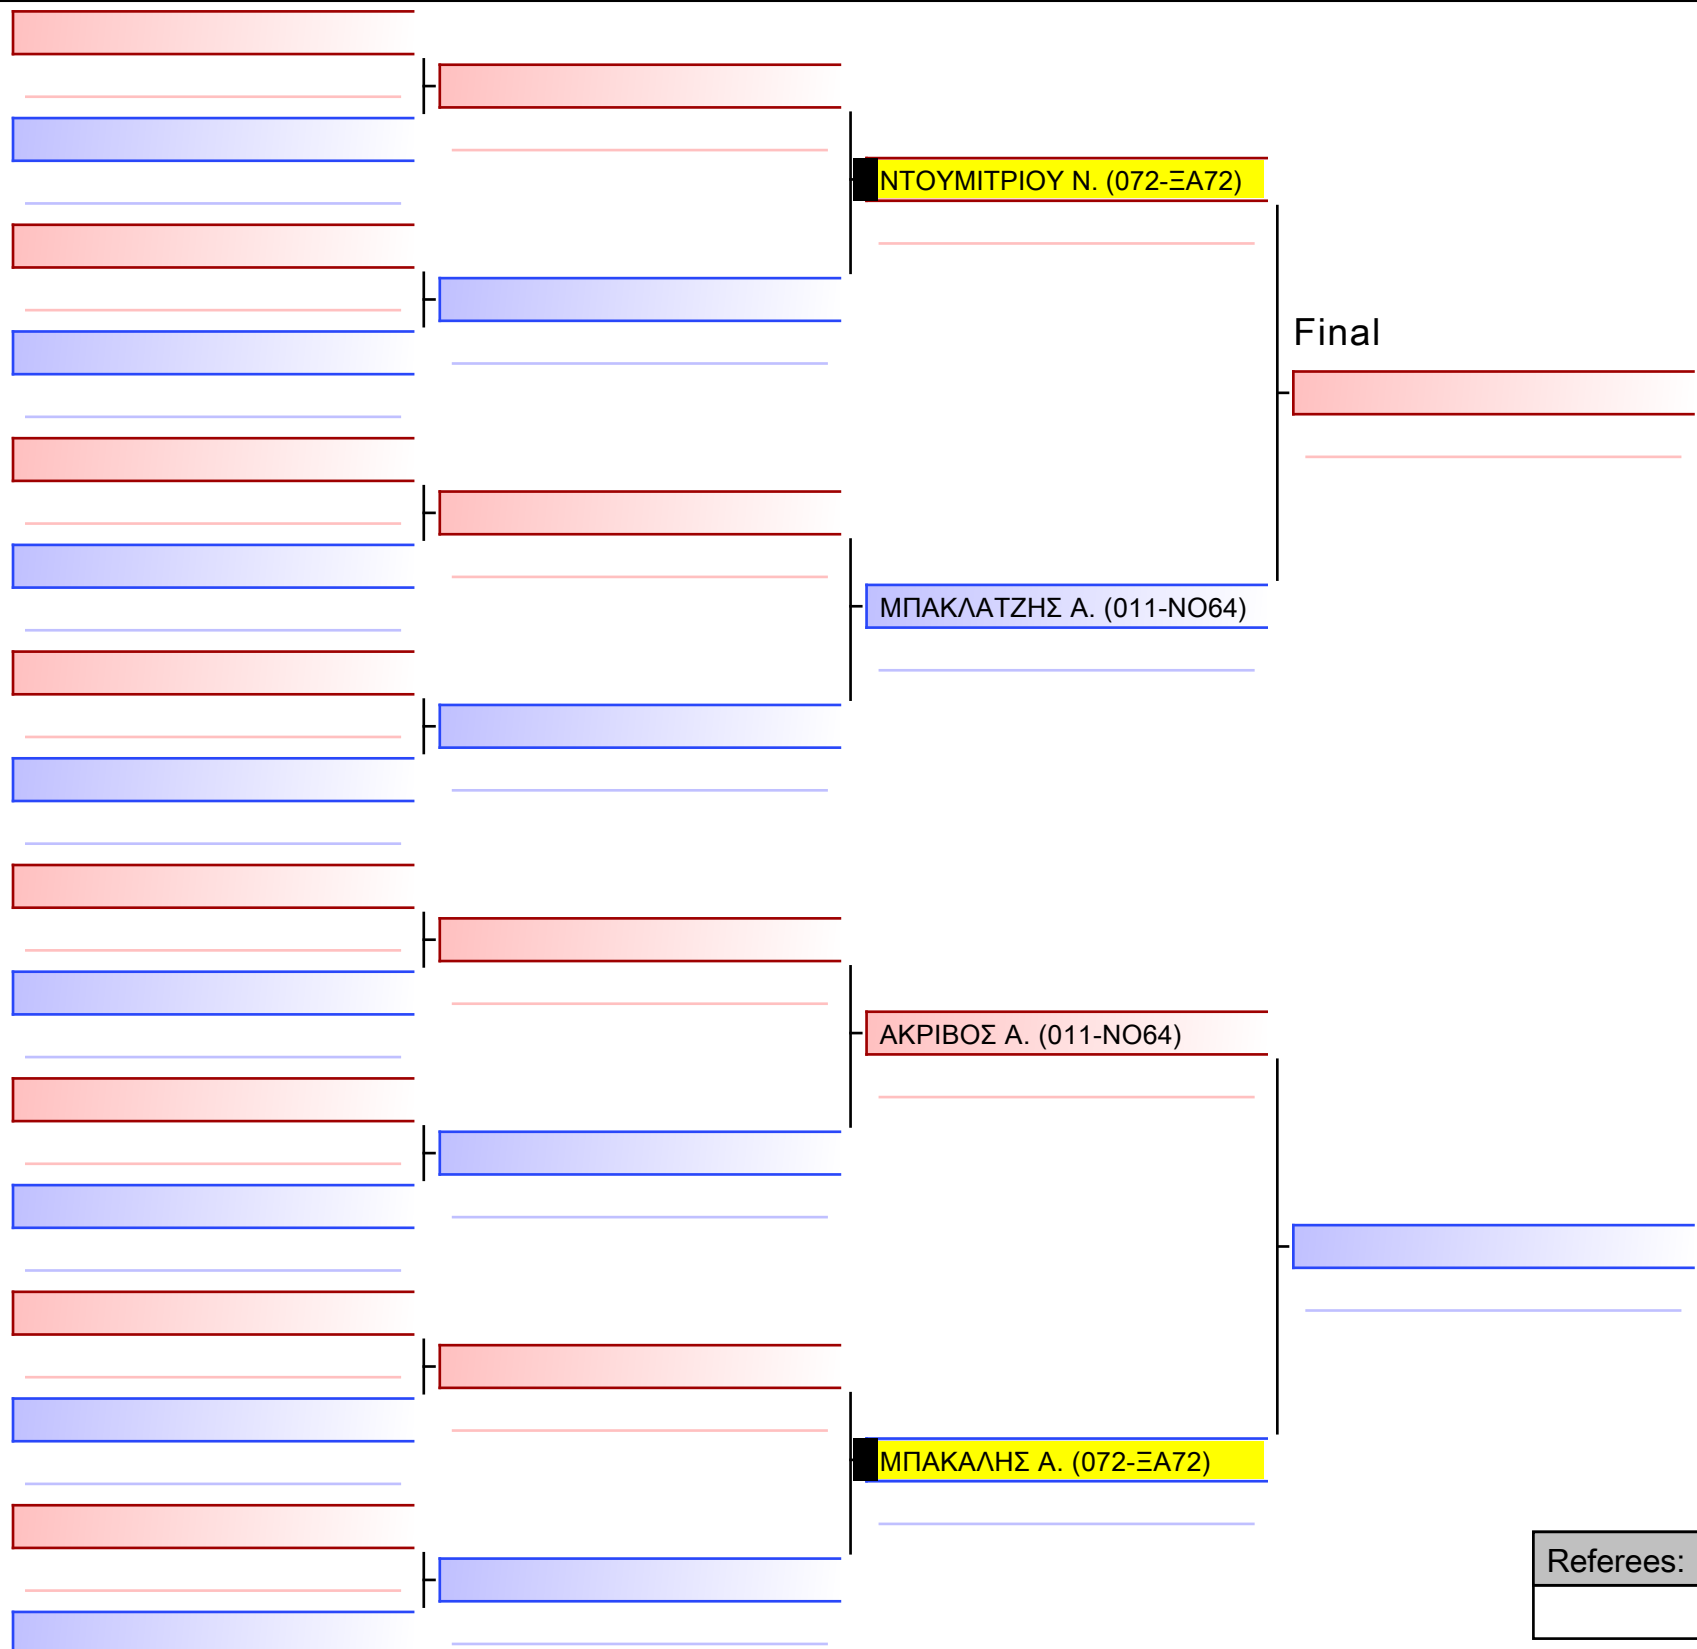 ΝΤΟΥΜΙΤΡΙΟΥ Ν. (072-ΞΑ72)
Final
ΜΠΑΚΛΑΤΖΗΣ Α. (011-ΝΟ64)
ΑΚΡΙΒΟΣ Α. (011-ΝΟ64)
ΜΠΑΚΑΛΗΣ Α. (072-ΞΑ72)
Referees: